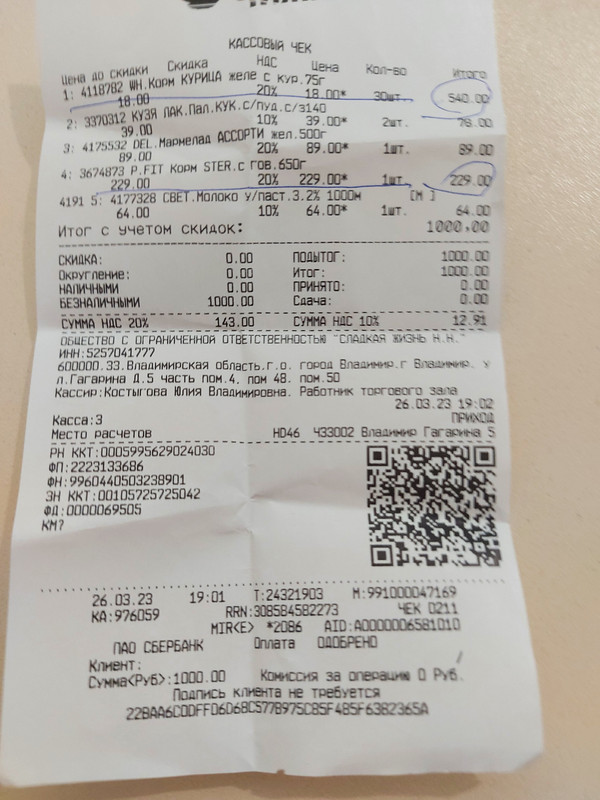 КАССОВЫЙ ЧЕК
Цена до скидки Скидка НДС Цена Кол-во Итого
1: 4118782 WH.Корм КУРИЦА желе с кур.75г
18.00 20% 18.00* 30шт. 540.00
2: 3370312 КУЗЯ ЛАК.Пал.КУК.с/пуд.с/з140
39.00 10% 39.00* 2шт. 78.00
3: 4175532 DEL.Мармелад АССОРТИ жел.500г
89.00 20% 89.00* 1шт. 89.00
4: 3674873 P.FIT Корм STER.с гов.650г
229.00 20% 229.00* 1шт. 229.00
4191 5: 4177328 СВЕТ.Молоко у/паст.3.2% 1000м [М ]
64.00 10% 64.00* 1шт. 64.00
Итог с учетом скидок: 1000.00
СКИДКА: 0.00 ПОДЫТОГ: 1000.00
Округление: 0.00 Итог: 1000.00
НАЛИЧНЫМИ 0.00 ПРИНЯТО: 0.00
БЕЗНАЛИЧНЫМИ 1000.00 Сдача: 0.00
СУММА НДС 20% 143.00 СУММА НДС 10% 12.91
ОБЩЕСТВО С ОГРАНИЧЕННОЙ ОТВЕТСТВЕННОСТЬЮ "СЛАДКАЯ ЖИЗНЬ Н.Н."
ИНН:5257041777
600000.33.Владимирская область.г.о. город Владимир.г Владимир. у
л.Гагарина Д.5 часть пом.4. пом 48. пом.50
Кассир:Костыгова Юлия Владимировна. Работник торгового зала
26.03.23 19:02
Касса:3 ПРИХОД
Место расчетов HD46 433002 Владимир Гагарина 5
РН ККТ:0005995629024030
ФП:2223133686
ФН:9960440503238901
ЗН ККТ:00105725725042
ФД:0000069505
КМ?
26.03.23 19:01 Т:24321903 М:991000047169
КА:976059 RRN:308584582273 ЧЕК 0211
MIR<E> *2086 AID:A0000006581010
ПАО СБЕРБАНК Оплата ОДОБРЕНО
Клиент:
Сумма<Руб>:1000.00 Комиссия за операцию 0 Руб.
Подпись клиента не требуется
22BAA6CDDFF06D68C577B975C85F485F6382365A